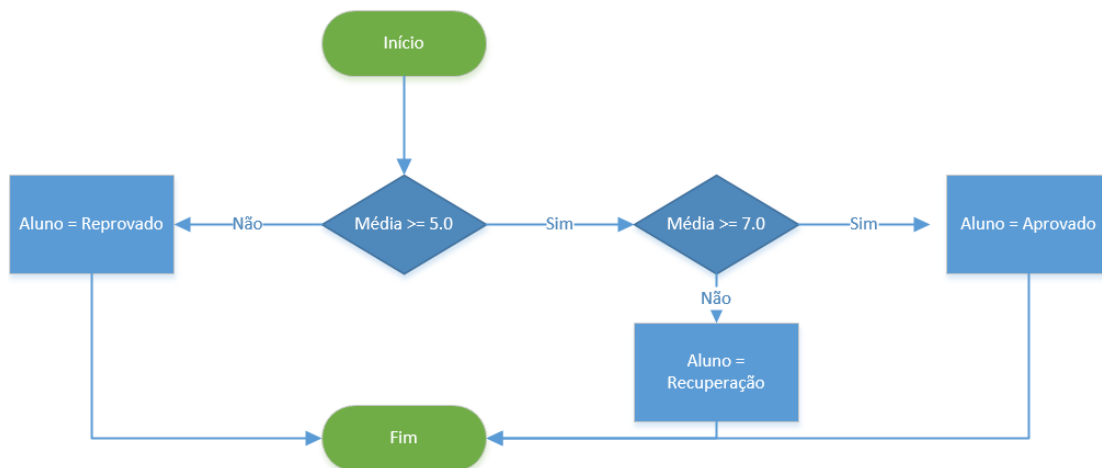 Início
Aluno = Reprovado
Não
Média >= 5.0
Sim
Média >= 7.0
Sim
Aluno = Aprovado
Não
Aluno =
Recuperação
Fim